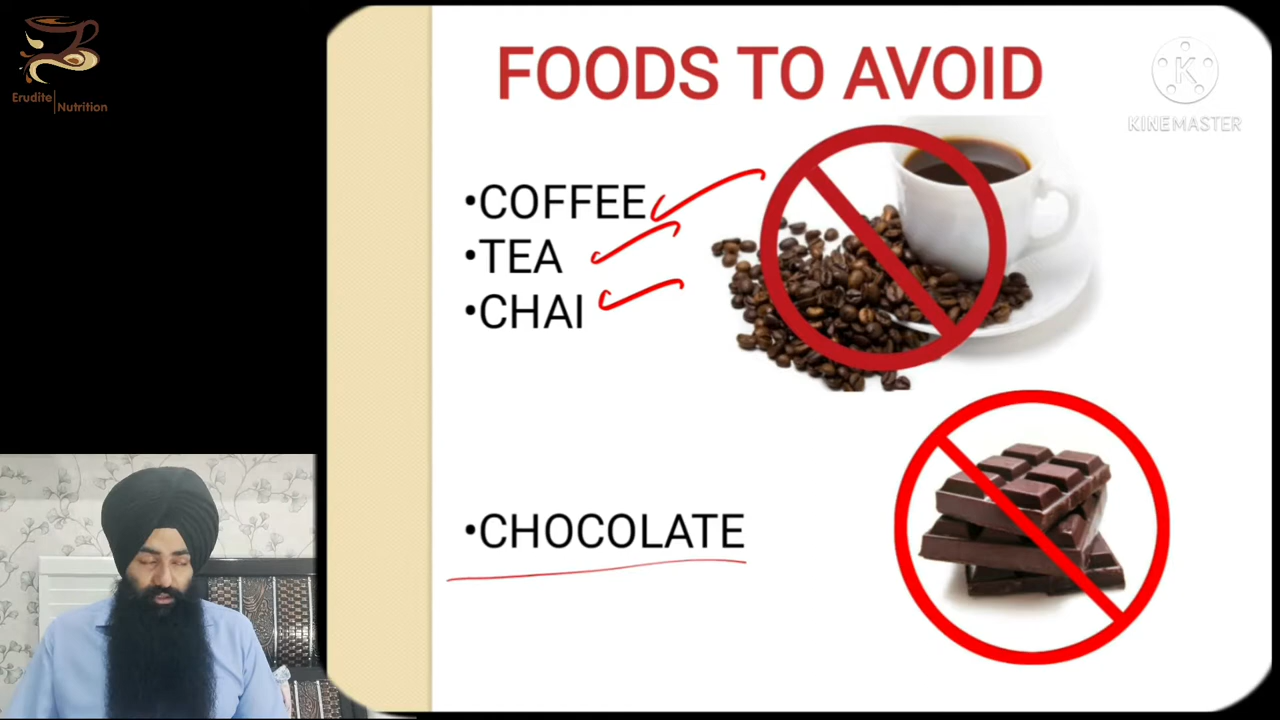 Erudite
Nutrition
FOODS TO AVOID
K
KINEMASTER
•COFFEE
•TEA
•CHAI
•CHOCOLATE